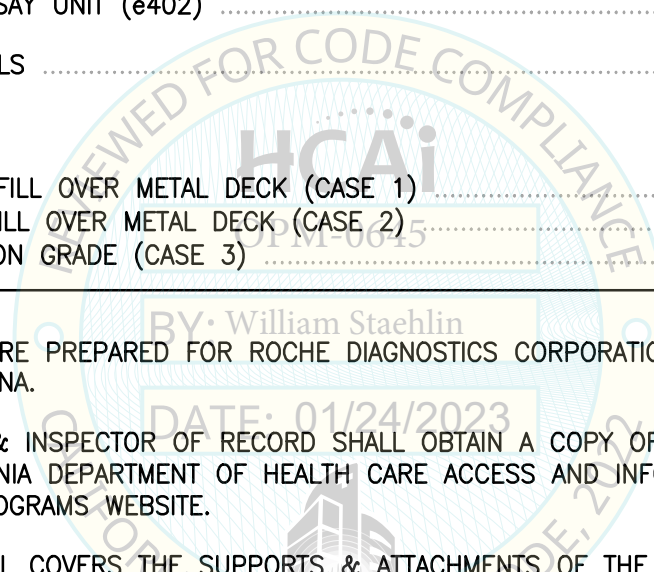 SAY UNIT (e402)
LS
REVIEWED FOR CODE COMPLIANCE
HCAi
FILL OVER METAL DECK (CASE 1)
ILL OVER METAL DECK (CASE 2)
OPM-0645
ON GRADE (CASE 3)
BY: William Staehlin
RE PREPARED FOR ROCHE DIAGNOSTICS CORPORATIO
NA.
DATE: 01/24/2023
& INSPECTOR OF RECORD SHALL OBTAIN A COPY OF
NIA DEPARTMENT OF HEALTH CARE ACCESS AND INFO
OGRAMS WEBSITE.
L COVERS THE SUPPORTS & ATTACHMENTS OF THE